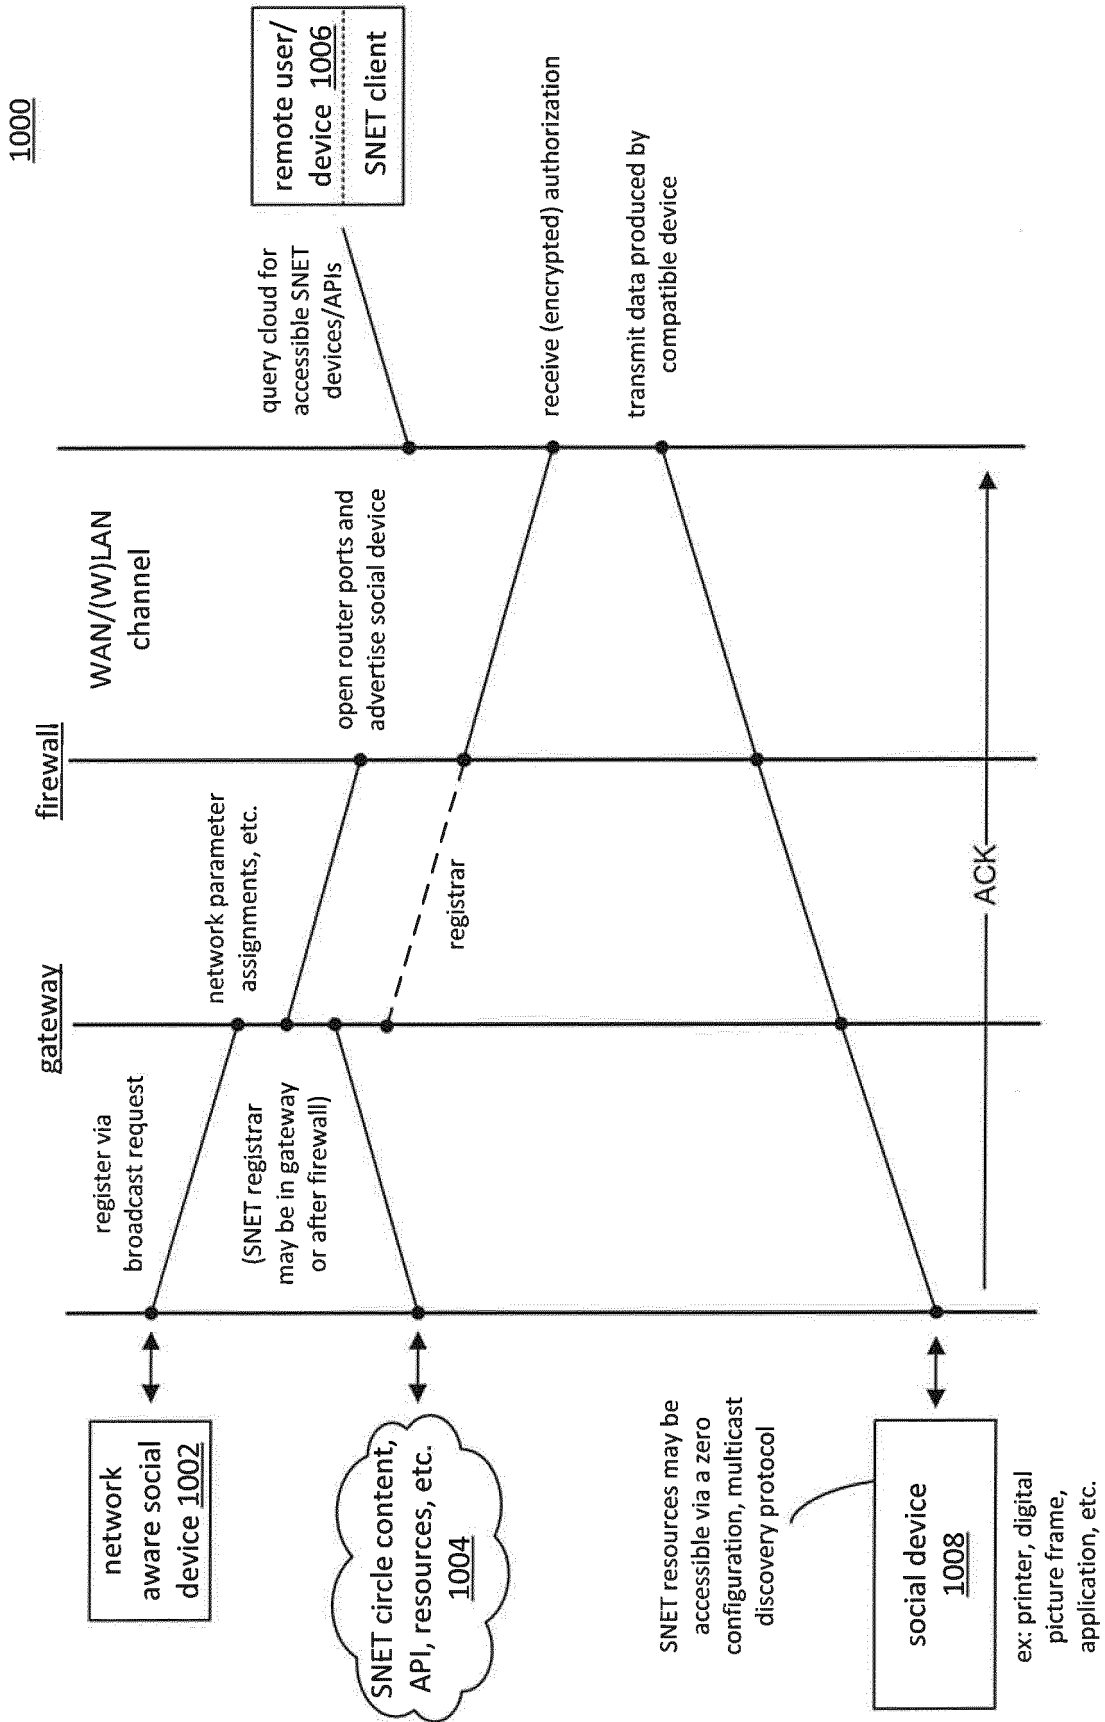 1000
network
aware social
device 1002
register via
broadcast request
gateway
network parameter
assignments, etc.
firewall
WAN/(W)LAN
channel
remote user/
device 1006
SNET client
query cloud for
accessible SNET
devices/APIs
(SNET registrar
may be in gateway
or after firewall)
open router ports and
advertise social device
SNET circle content,
API, resources, etc.
1004
registrar
receive (encrypted) authorization
transmit data produced by
compatible device
SNET resources may be
accessible via a zero
configuration, multicast
discovery protocol
social device
1008
ex: printer, digital
picture frame,
application, etc.
ACK